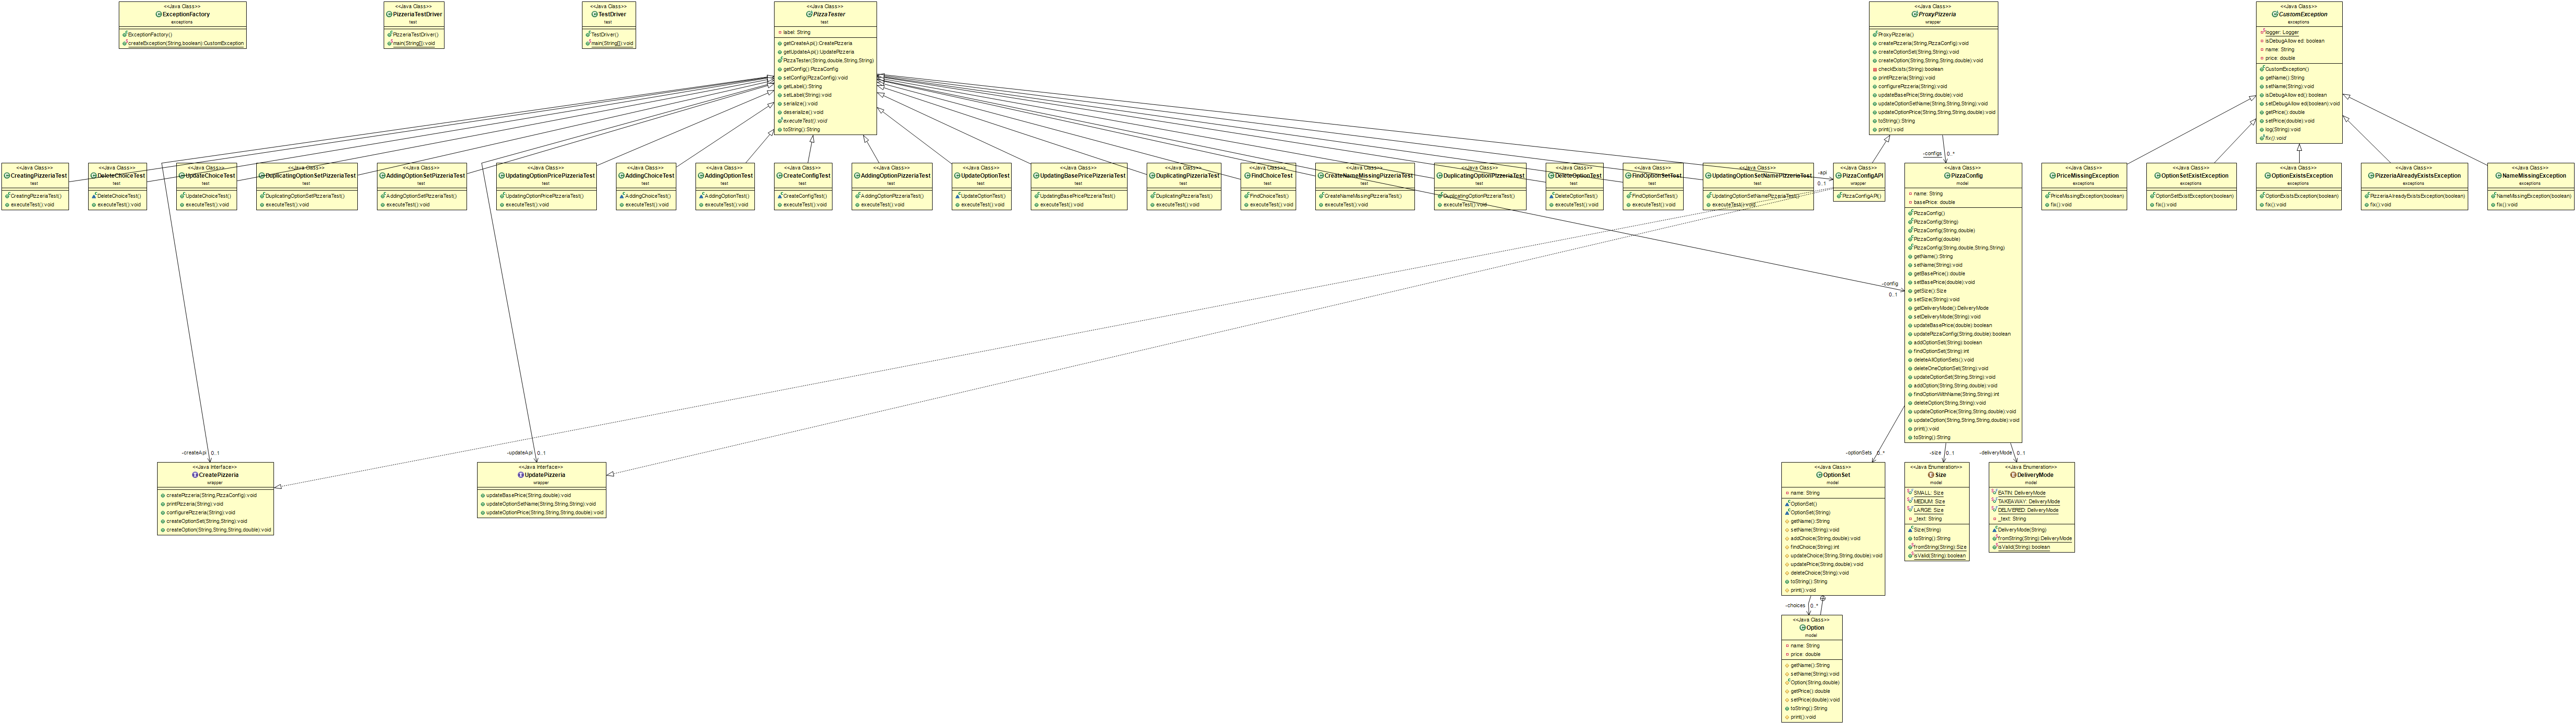 <<Java Class>>
ExceptionFactory
exceptions
ExceptionFactory()
createException(String,boolean):CustomException
<<Java Class>>
PizzeriaTestDriver
test
PizzeriaTestDriver()
main(String[]):void
<<Java Class>>
TestDriver
test
TestDriver()
main(String[]):void
<<Java Class>>
PizzaTester
test
label: String
getCreateApi():CreatePizzeria
getUpdateApi():UpdatePizzeria
PizzaTester(String,double,String,String)
getConfig():PizzaConfig
setConfig(PizzaConfig):void
getLabel():String
setLabel(String):void
serialize():void
deserialize():void
executeTest():void
toString():String
<<Java Class>>
ProxyPizzeria
wrapper
ProxyPizzeria()
createPizzeria(String,PizzaConfig):void
createOptionSet(String,String):void
createOption(String,String,String,double):void
checkExists(String):boolean
printPizzeria(String):void
configurePizzeria(String):void
updateBasePrice(String,double):void
updateOptionSetName(String,String,String):void
updateOptionPrice(String,String,String,double):void
toString():String
print():void
<<Java Class>>
CustomException
exceptions
logger: Logger
isDebugAllowed: boolean
name: String
price: double
CustomException()
getName():String
setName(String):void
isDebugAllowed():boolean
setDebugAllowed(boolean):void
getPrice():double
setPrice(double):void
log(String):void
fix():void
<<Java Class>>
CreatingPizzeriaTest
test
CreatingPizzeriaTest()
executeTest():void
<<Java Class>>
DeleteChoiceTest
test
DeleteChoiceTest()
executeTest():void
<<Java Class>>
UpdateChoiceTest
test
UpdateChoiceTest()
executeTest():void
<<Java Class>>
DuplicatingOptionSetPizzeriaTest
test
DuplicatingOptionSetPizzeriaTest()
executeTest():void
<<Java Class>>
AddingOptionSetPizzeriaTest
test
AddingOptionSetPizzeriaTest()
executeTest():void
<<Java Class>>
UpdatingOptionPricePizzeriaTest
test
UpdatingOptionPricePizzeriaTest()
executeTest():void
<<Java Class>>
AddingChoiceTest
test
AddingChoiceTest()
executeTest():void
<<Java Class>>
AddingOptionTest
test
AddingOptionTest()
executeTest():void
<<Java Class>>
CreateConfigTest
test
CreateConfigTest()
executeTest():void
<<Java Class>>
AddingOptionPizzeriaTest
test
AddingOptionPizzeriaTest()
executeTest():void
<<Java Class>>
UpdateOptionTest
test
UpdateOptionTest()
executeTest():void
<<Java Class>>
UpdatingBasePricePizzeriaTest
test
UpdatingBasePricePizzeriaTest()
executeTest():void
<<Java Class>>
DuplicatingPizzeriaTest
test
DuplicatingPizzeriaTest()
executeTest():void
<<Java Class>>
FindChoiceTest
test
FindChoiceTest()
executeTest():void
<<Java Class>>
CreateNameMissingPizzeriaTest
test
CreateNameMissingPizzeriaTest()
executeTest():void
<<Java Class>>
DuplicatingOptionPizzeriaTest
test
DuplicatingOptionPizzeriaTest()
executeTest():void
<<Java Class>>
DeleteOptionTest
test
DeleteOptionTest()
executeTest():void
<<Java Class>>
FindOptionSetTest
test
FindOptionSetTest()
executeTest():void
<<Java Class>>
UpdatingOptionSetNamePizzeriaTest
test
UpdatingOptionSetNamePizzeriaTest()
executeTest():void
-api
0..1
<<Java Class>>
PizzaConfigAPI
wrapper
PizzaConfigAPI()
-configs
0..*
<<Java Class>>
PizzaConfig
model
name: String
basePrice: double
PizzaConfig()
PizzaConfig(String)
PizzaConfig(String,double)
PizzaConfig(double)
PizzaConfig(String,double,String,String)
getName():String
setName(String):void
getBasePrice():double
setBasePrice(double):void
getSize():Size
setSize(String):void
getDeliveryMode():DeliveryMode
setDeliveryMode(String):void
updateBasePrice(double):boolean
updatePizzaConfig(String,double):boolean
addOptionSet(String):boolean
findOptionSet(String):int
deleteAllOptionSets():void
deleteOneOptionSet(String):void
updateOptionSet(String,String):void
addOption(String,String,double):void
findOptionWithName(String,String):int
deleteOption(String,String):void
updateOptionPrice(String,String,double):void
updateOption(String,String,String,double):void
print():void
toString():String
-config
0..1
<<Java Class>>
PriceMissingException
exceptions
PriceMissingException(boolean)
fix():void
<<Java Class>>
OptionSetExistException
exceptions
OptionSetExistException(boolean)
fix():void
<<Java Class>>
OptionExistsException
exceptions
OptionExistsException(boolean)
fix():void
<<Java Class>>
PizzeriaAlreadyExistsException
exceptions
PizzeriaAlreadyExistsException(boolean)
fix():void
<<Java Class>>
NameMissingException
exceptions
NameMissingException(boolean)
fix():void
-createApi
0..1
<<Java Interface>>
CreatePizzeria
wrapper
createPizzeria(String,PizzaConfig):void
printPizzeria(String):void
configurePizzeria(String):void
createOptionSet(String,String):void
createOption(String,String,String,double):void
-updateApi
0..1
<<Java Interface>>
UpdatePizzeria
wrapper
updateBasePrice(String,double):void
updateOptionSetName(String,String,String):void
updateOptionPrice(String,String,String,double):void
-optionSets
0..*
<<Java Class>>
OptionSet
model
name: String
OptionSet()
OptionSet(String)
getName():String
setName(String):void
addChoice(String,double):void
findChoice(String):int
updateChoice(String,String,double):void
updatePrice(String,double):void
deleteChoice(String):void
toString():String
print():void
-size
0..1
<<Java Enumeration>>
Size
model
SMALL: Size
MEDIUM: Size
LARGE: Size
_text: String
Size(String)
toString():String
fromString(String):Size
isValid(String):boolean
-deliveryMode
0..1
<<Java Enumeration>>
DeliveryMode
model
EATIN: DeliveryMode
TAKEAWAY: DeliveryMode
DELIVERED: DeliveryMode
_text: String
DeliveryMode(String)
fromString(String):DeliveryMode
isValid(String):boolean
-choices
0..*
<<Java Class>>
Option
model
name: String
price: double
getName():String
setName(String):void
Option(String,double)
getPrice():double
setPrice(double):void
toString():String
print():void